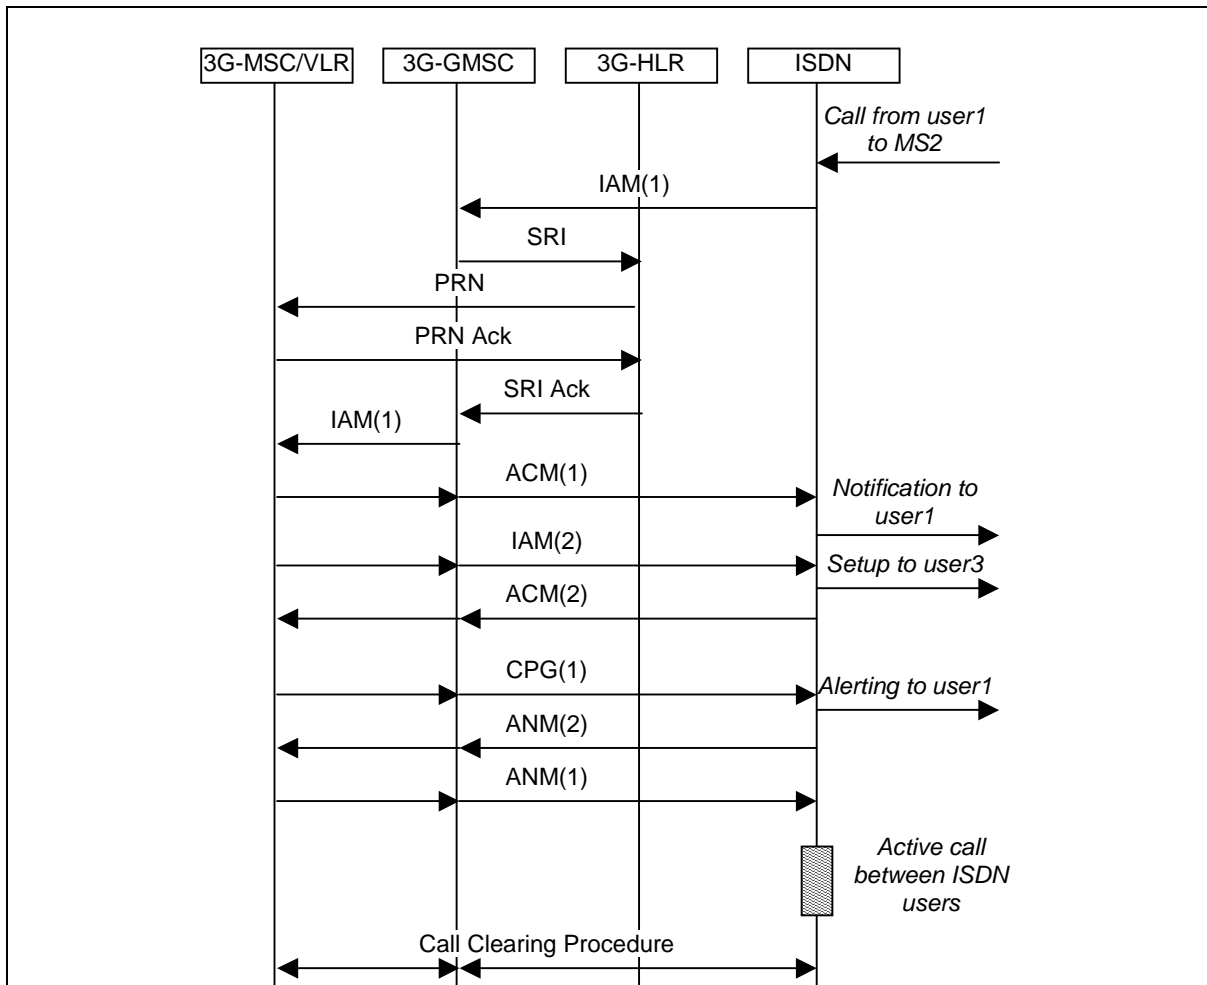 3G-MSC/VLR
3G-GMSC
3G-HLR
ISDN
Call from user1
to MS2
IAM(1)
SRI
PRN
PRN Ack
SRI Ack
IAM(1)
ACM(1)
Notification to
user1
IAM(2)
Setup to user3
ACM(2)
CPG(1)
Alerting to user1
ANM(2)
ANM(1)
Active call
between ISDN
users
Call Clearing Procedure